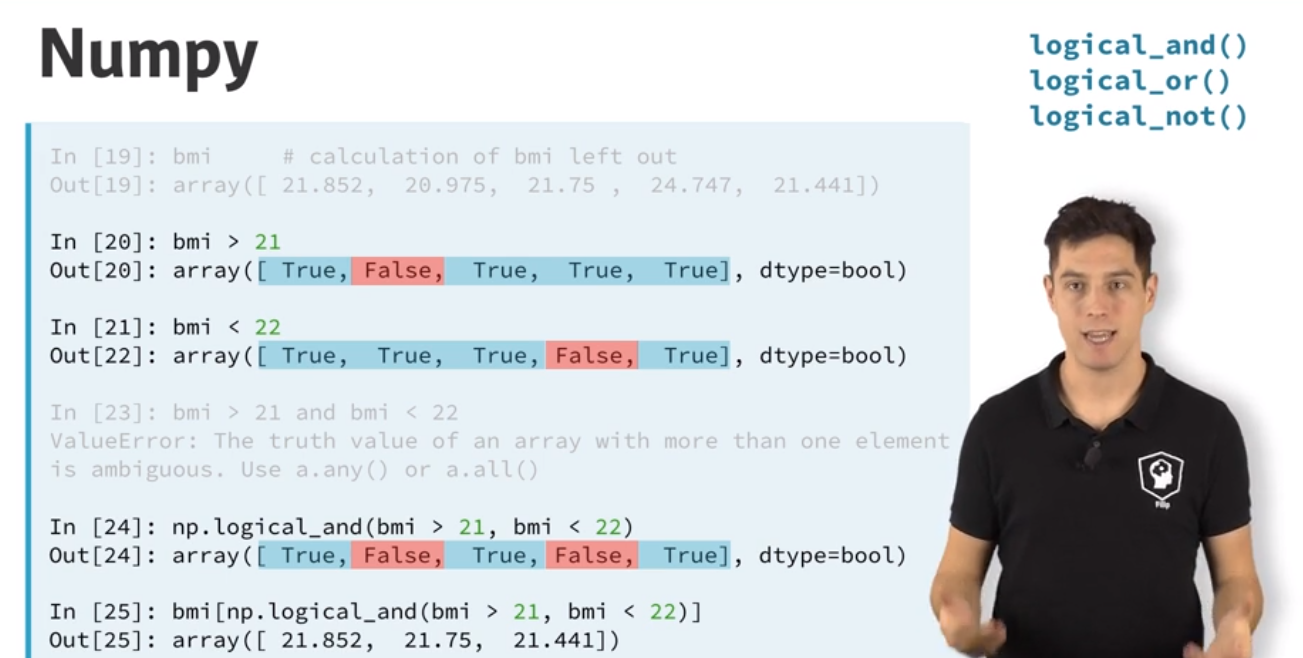 Numpy
logical_and()
logical_or()
logical_not()
In [19]: bmi     # calculation of bmi left out
Out[19]: array([ 21.852,  20.975,  21.75 ,  24.747,  21.441])
In [20]: bmi > 21
Out[20]: array([ True, False,  True,  True,  True], dtype=bool)
In [21]: bmi < 22
Out[22]: array([ True,  True,  True, False,  True], dtype=bool)
In [23]: bmi > 21 and bmi < 22
ValueError: The truth value of an array with more than one element
is ambiguous. Use a.any() or a.all()
In [24]: np.logical_and(bmi > 21, bmi < 22)
Out[24]: array([ True, False,  True, False,  True], dtype=bool)
In [25]: bmi[np.logical_and(bmi > 21, bmi < 22)]
Out[25]: array([ 21.852,  21.75,  21.441])
Filip